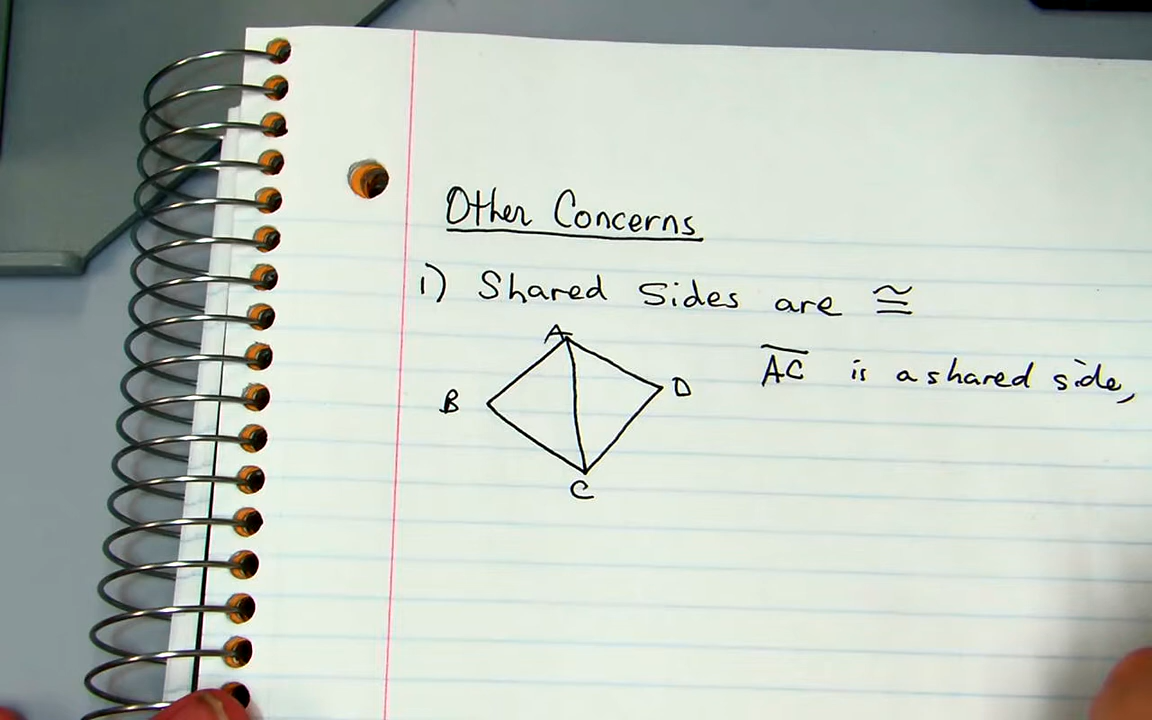 Other Concerns
1) Shared Sides are ≅
A
AC is a shared side,
B
D
C